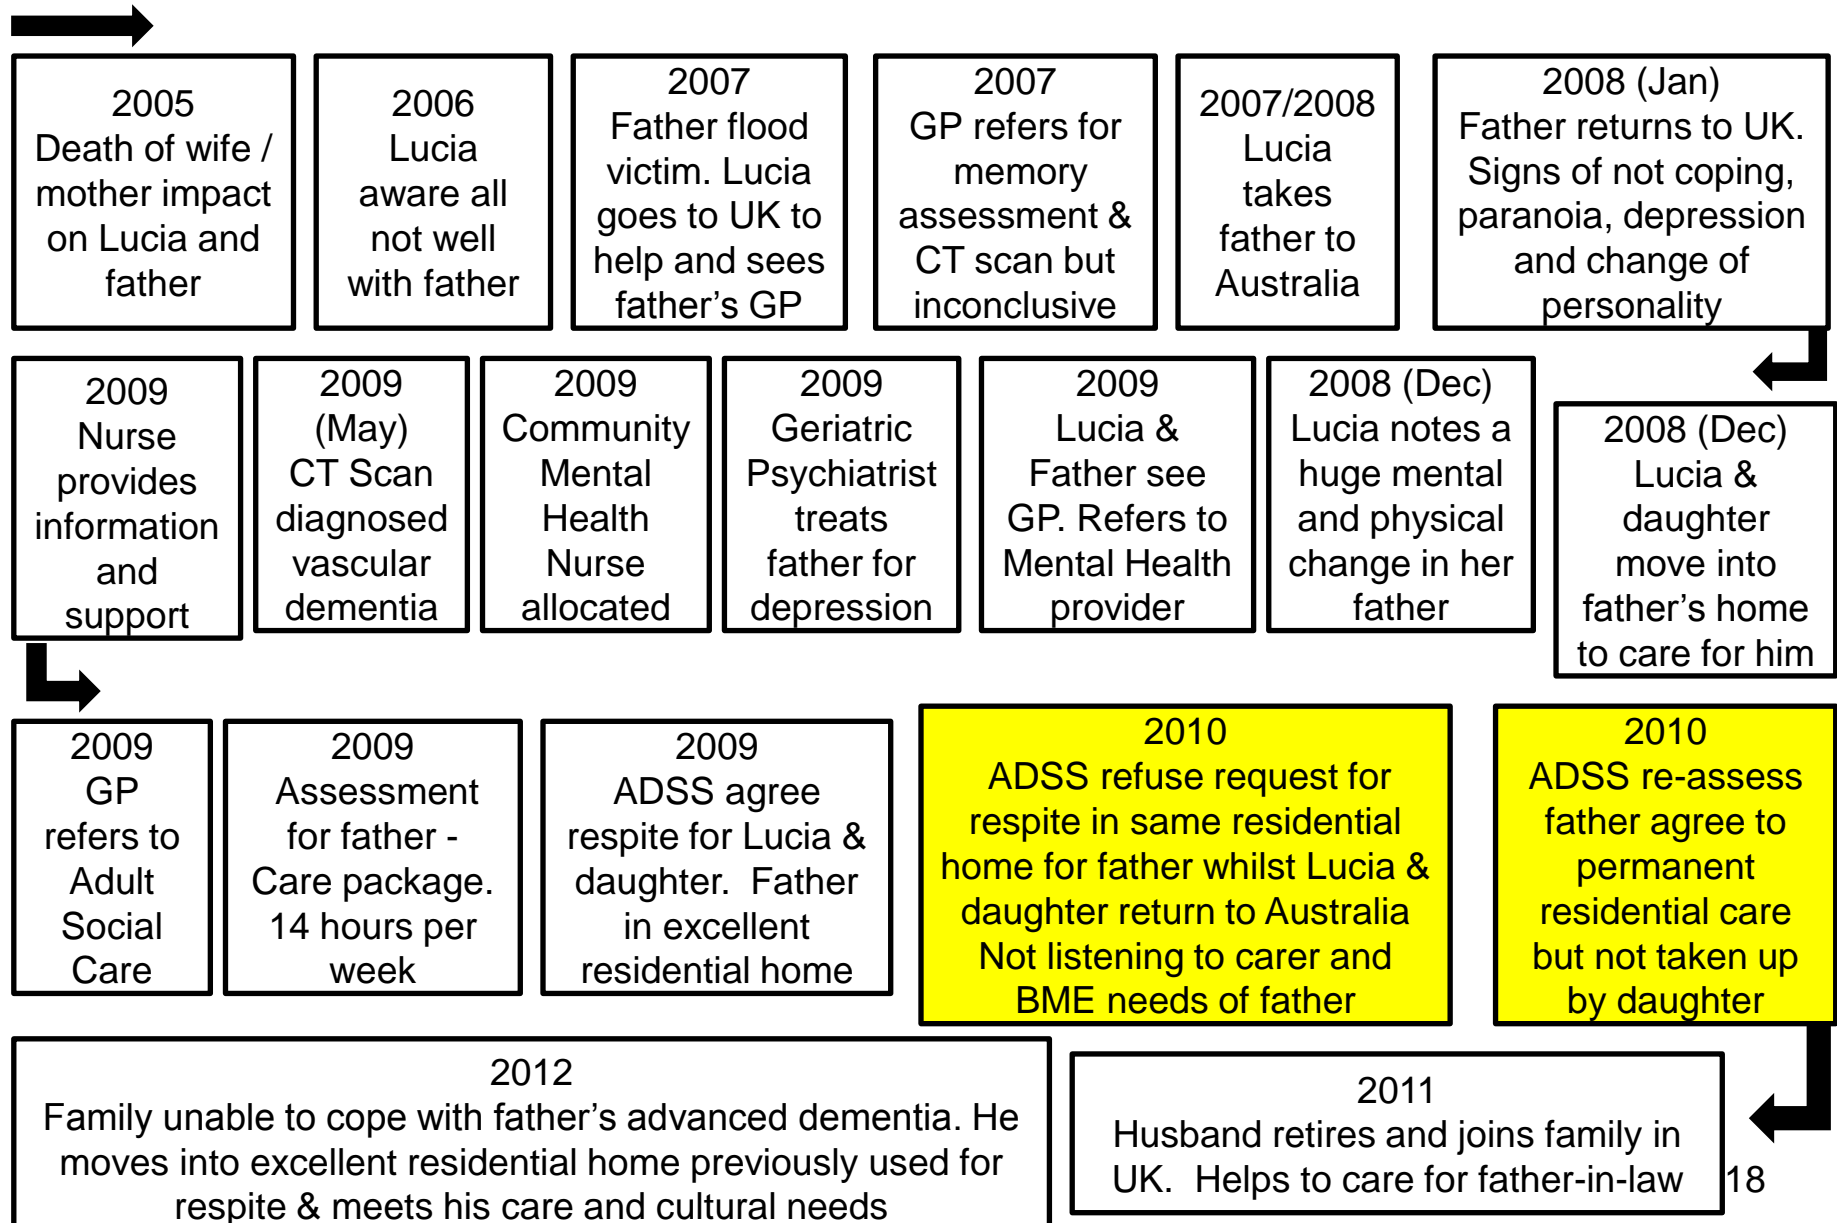 2005
Death of wife /
mother impact
on Lucia and
father
2006
Lucia
aware all
not well
with father
2007
Father flood
victim. Lucia
goes to UK to
help and sees
father’s GP
2007
GP refers for
memory
assessment &
CT scan but
inconclusive
2007/2008
Lucia
takes
father to
Australia
2008 (Jan)
Father returns to UK.
Signs of not coping,
paranoia, depression
and change of
personality
2008 (Dec)
Lucia &
daughter
move into
father’s home
to care for him
2008 (Dec)
Lucia notes a
huge mental
and physical
change in her
father
2009
Lucia &
Father see
GP. Refers to
Mental Health
provider
2009
Geriatric
Psychiatrist
treats
father for
depression
2009
Community
Mental
Health
Nurse
allocated
2009
(May)
CT Scan
diagnosed
vascular
dementia
2009
Nurse
provides
information
and
support
2009
GP
refers to
Adult
Social
Care
2009
Assessment
for father -
Care package.
14 hours per
week
2009
ADSS agree
respite for Lucia &
daughter. Father
in excellent
residential home
2010
ADSS refuse request for
respite in same residential
home for father whilst Lucia &
daughter return to Australia
Not listening to carer and
BME needs of father
2010
ADSS re-assess
father agree to
permanent
residential care
but not taken up
by daughter
2011
Husband retires and joins family in
UK. Helps to care for father-in-law
2012
Family unable to cope with father’s advanced dementia. He
moves into excellent residential home previously used for
respite & meets his care and cultural needs
18